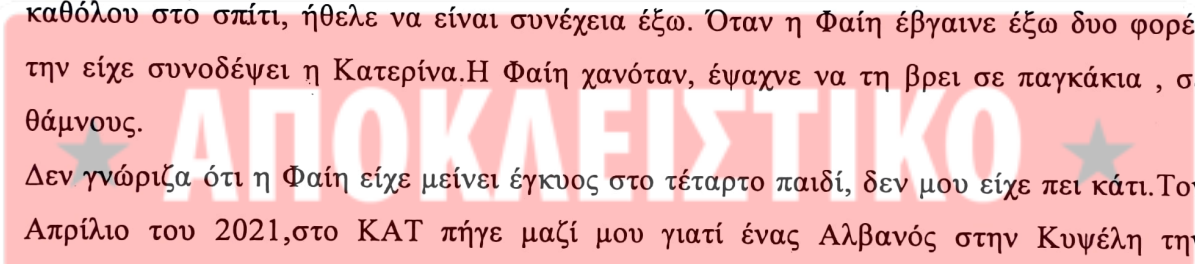 καθόλου στο σπίτι, ήθελε να είναι συνέχεια έξω. Όταν η Φαίη έβγαινε έξω δυο φορέ
την είχε συνοδέψει η Κατερίνα.Η Φαίη χανόταν, έψαχνε να τη βρει σε παγκάκια , σ
θάμνους.
ΑΠΟΚΛΕΙΣΤΙΚΟ
Δεν γνώριζα ότι η Φαίη είχε μείνει έγκυος στο τέταρτο παιδί, δεν μου είχε πει κάτι.Τον
Απρίλιο του 2021,στο ΚΑΤ πήγε μαζί μου γιατί ένας Αλβανός στην Κυψέλη την